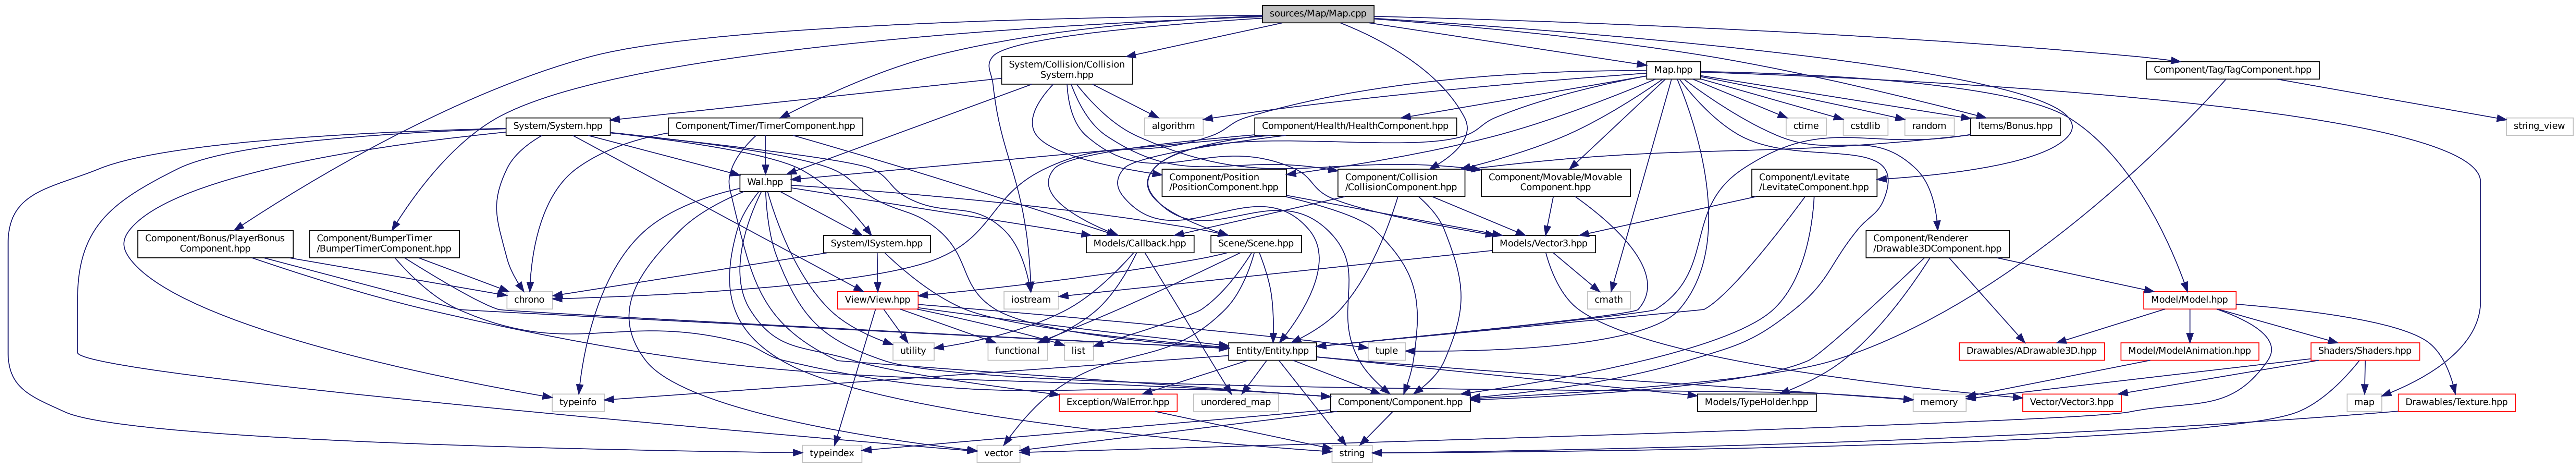 sources/Map/Map.cpp
System/Collision/Collision
System.hpp
Map.hpp
Component/Tag/TagComponent.hpp
System/System.hpp
Component/Timer/TimerComponent.hpp
algorithm
Component/Health/HealthComponent.hpp
ctime
cstdlib
random
Items/Bonus.hpp
string_view
Wal.hpp
Component/Position
/PositionComponent.hpp
Component/Collision
/CollisionComponent.hpp
Component/Movable/Movable
Component.hpp
Component/Levitate
/LevitateComponent.hpp
Component/Bonus/PlayerBonus
Component.hpp
Component/BumperTimer
/BumperTimerComponent.hpp
System/ISystem.hpp
Models/Callback.hpp
Scene/Scene.hpp
Models/Vector3.hpp
Component/Renderer
/Drawable3DComponent.hpp
chrono
View/View.hpp
iostream
cmath
Model/Model.hpp
utility
functional
list
Entity/Entity.hpp
tuple
Drawables/ADrawable3D.hpp
Model/ModelAnimation.hpp
Shaders/Shaders.hpp
typeinfo
Exception/WalError.hpp
unordered_map
Component/Component.hpp
Models/TypeHolder.hpp
memory
Vector/Vector3.hpp
map
Drawables/Texture.hpp
typeindex
vector
string